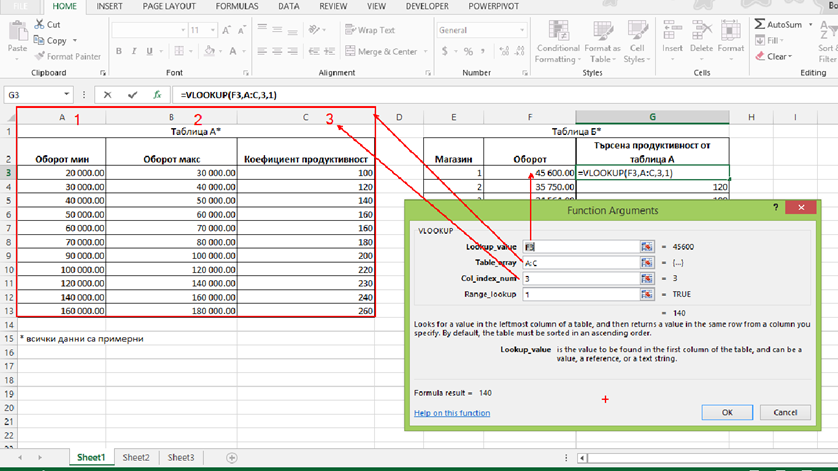 FILE HOME INSERT PAGE LAYOUT FORMULAS DATA REVIEW VIEW DEVELOPER POWERPIVOT Bo
Cut 11 Wrap Text General AutoSum
Paste Copy Conditional Format as Cell Insert Delete Format Fill Sort
Format Painter Merge & Center Formatting Table Styles Clear Filter
Clipboard Font Alignment Number Styles Cells Editing
G3 =VLOOKUP(F3,A:C,3,1)
A 1 B 2 C 3 D E F G H I
1 Таблица А* Таблица Б*
2 Оборот мин Оборот макс Коефициент продуктивност Магазин Оборот Търсена продуктивност от таблица А
3 20 000.00 30 000.00 100 1 45 600.00 =VLOOKUP(F3,A:C,3,1)
4 30 000.00 40 000.00 120 2 35 750.00 120
5 40 000.00 50 000.00 140
6 50 000.00 60 000.00 160
7 60 000.00 70 000.00 160
8 70 000.00 80 000.00 180
9 90 000.00 100 000.00 200
10 100 000.00 120 000.00 220
11 120 000.00 140 000.00 230
12 140 000.00 160 000.00 240
13 160 000.00 180 000.00 260
14
15 * всички данни са примерни
16
17
18
19
20
21
22
Function Arguments ?
VLOOKUP
Lookup_value F3 = 45600
Table_array A:C = {...}
Col_index_num 3 = 3
Range_lookup 1 = TRUE
= 140
Looks for a value in the leftmost column of a table, and then returns a value in the same row from a column you
specify. By default, the table must be sorted in an ascending order.
Lookup_value is the value to be found in the first column of the table, and can be a
value, a reference, or a text string.
Formula result = 140
Help on this function OK Cancel
Sheet1 Sheet2 Sheet3